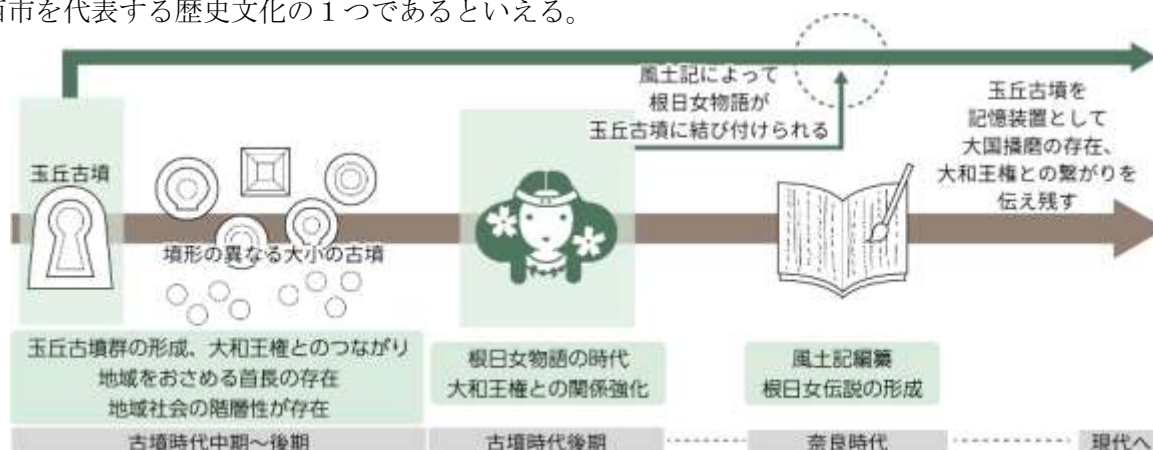 市を代表する歴史文化の１つであるといえる。
風土記によって
根日女物語が
玉丘古墳に結び付けられる
玉丘古墳を
記憶装置として
大国播磨の存在、
大和王権との繋がりを
伝え残す
玉丘古墳
墳形の異なる大小の古墳
玉丘古墳群の形成、大和王権とのつながり
地域をおさめる首長の存在
地域社会の階層性が存在
根日女物語の時代
大和王権との関係強化
風土記編纂
根日女伝説の形成
古墳時代中期～後期
古墳時代後期
奈良時代
現代へ